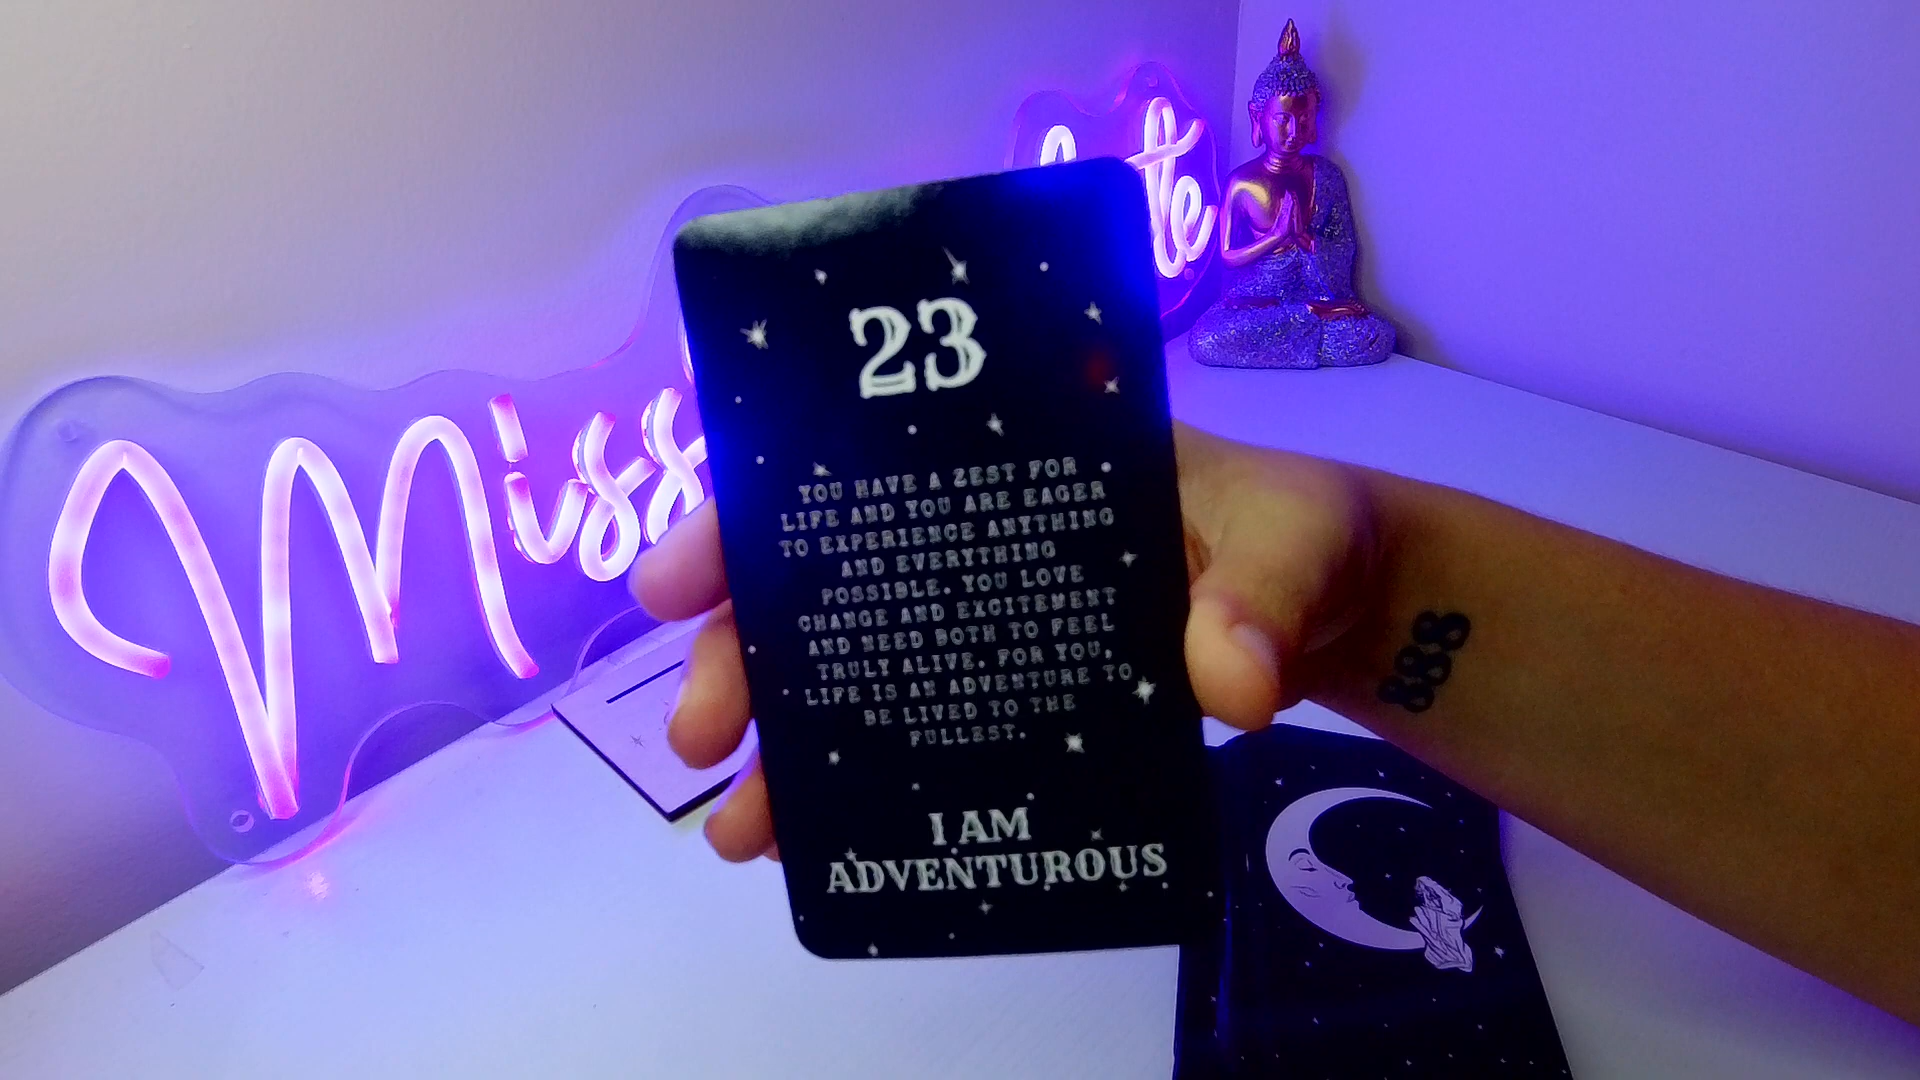 Miss
te
23
YOU HAVE A ZEST FOR
LIFE AND YOU ARE EAGER
TO EXPERIENCE ANYTHING
AND EVERYTHING
POSSIBLE. YOU LOVE
CHANGE AND EXCITEMENT
AND NEED BOTH TO FEEL
TRULY ALIVE. FOR YOU,
LIFE IS AN ADVENTURE TO
BE LIVED TO THE
FULLEST.
I AM
ADVENTUROUS
888